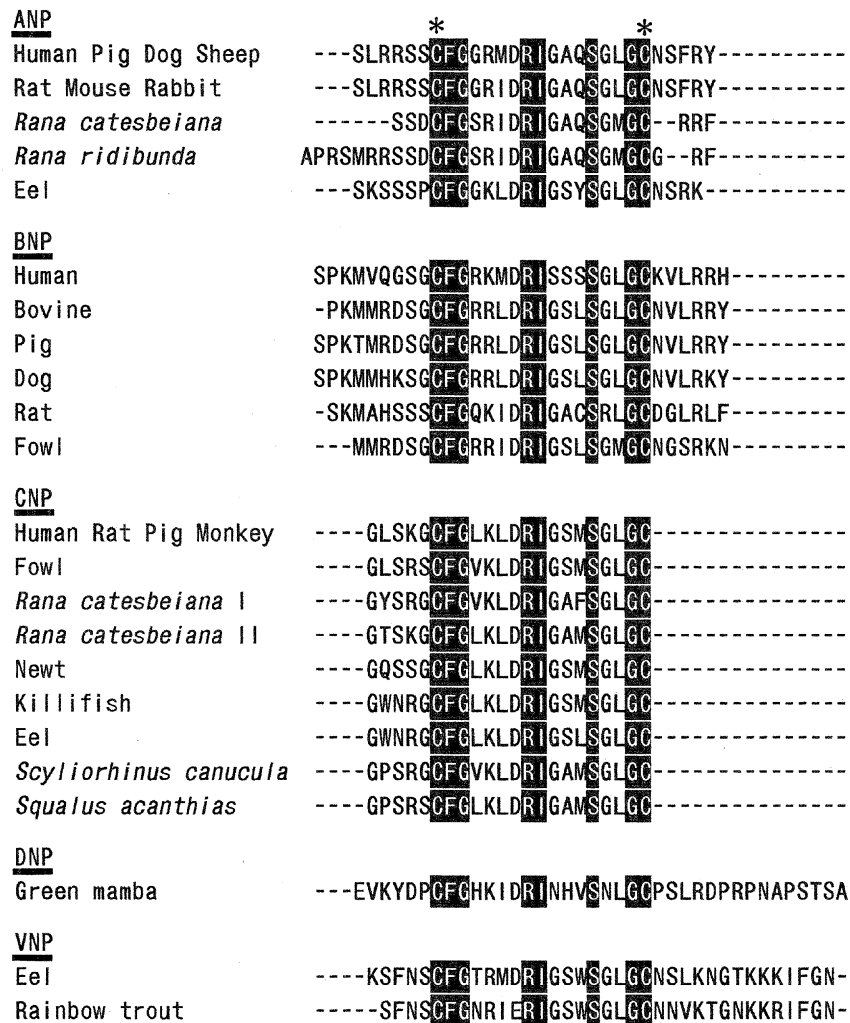 ANP
* *
Human Pig Dog Sheep ---SLRRSSCFGGRMDRIGAQSGLGCNSFRY----------
Rat Mouse Rabbit ---SLRRSSCFGGRIDRIGAQSGLGCNSFRY----------
Rana catesbeiana ------SSDCFGSRIDRIGAQSGMGC--RRF----------
Rana ridibunda APRSMRRSSDCFGSRIDRIGAQSGMGCG--RF----------
Eel ---SKSSSPCFGGKLDRIGSYSGLGCNSRK-----------
BNP
Human SPKMVQGSGCFGRKMDRISSSSGLGCKVLRRH---------
Bovine -PKMMRDSGCFGRRLDRIGSLSGLGCNVLRRY---------
Pig SPKTMRDSGCFGRRLDRIGSLSGLGCNVLRRY---------
Dog SPKMMHKSGCFGRRLDRIGSLSGLGCNVLRKY---------
Rat -SKMAHSSSCFGQKIDRIGACSRLGCDGLRLF---------
Fowl ---MMRDSGCFGRRIDRIGSLSGMGCNGSRKN---------
CNP
Human Rat Pig Monkey ----GLSKGCFGLKLDRIGSMSGLGC---------------
Fowl ----GLSRSCFGVKLDRIGSMSGLGC---------------
Rana catesbeiana I ----GYSRGCFGVKLDRIGAFSGLGC---------------
Rana catesbeiana II ----GTSKGCFGLKLDRIGAMSGLGC---------------
Newt ----GQSSGCFGLKLDRIGSMSGLGC---------------
Killifish ----GWNRGCFGLKLDRIGSMSGLGC---------------
Eel ----GWNRGCFGLKLDRIGSLSGLGC---------------
Scyliorhinus canucula ----GPSRGCFGVKLDRIGAMSGLGC---------------
Squalus acanthias ----GPSRSCFGLKLDRIGAMSGLGC---------------
DNP
Green mamba ---EVKYDPCFGHKIDRINHVSNLGCPSLRDPRPNAPSTSA
VNP
Eel ----KSFNSCFGTRMDRIGSWSGLGCNSLKNGTKKKIFGN-
Rainbow trout -----SFNSCFGNRIERIGSWSGLGCNNVKTGNKKRIFGN-